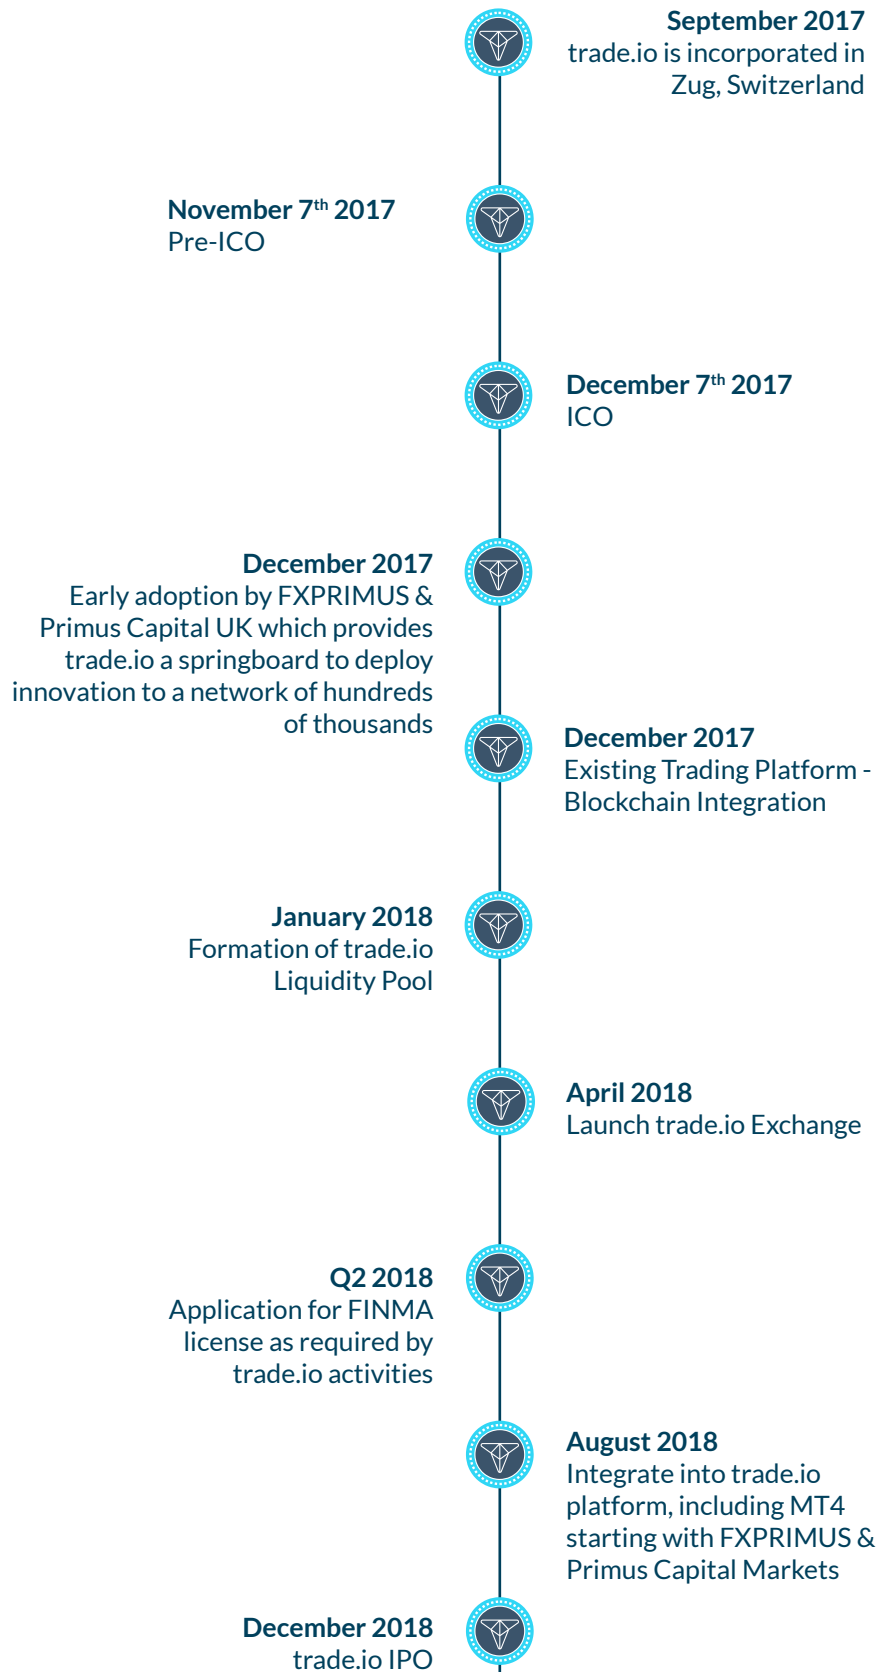 September 2017
trade.io is incorporated in
Zug, Switzerland
November 7th 2017
Pre-ICO
December 7th 2017
ICO
December 2017
Early adoption by FXPRIMUS &
Primus Capital UK which provides
trade.io a springboard to deploy
innovation to a network of hundreds
of thousands
December 2017
Existing Trading Platform -
Blockchain Integration
January 2018
Formation of trade.io
Liquidity Pool
April 2018
Launch trade.io Exchange
Q2 2018
Application for FINMA
license as required by
trade.io activities
August 2018
Integrate into trade.io
platform, including MT4
starting with FXPRIMUS &
Primus Capital Markets
December 2018
trade.io IPO